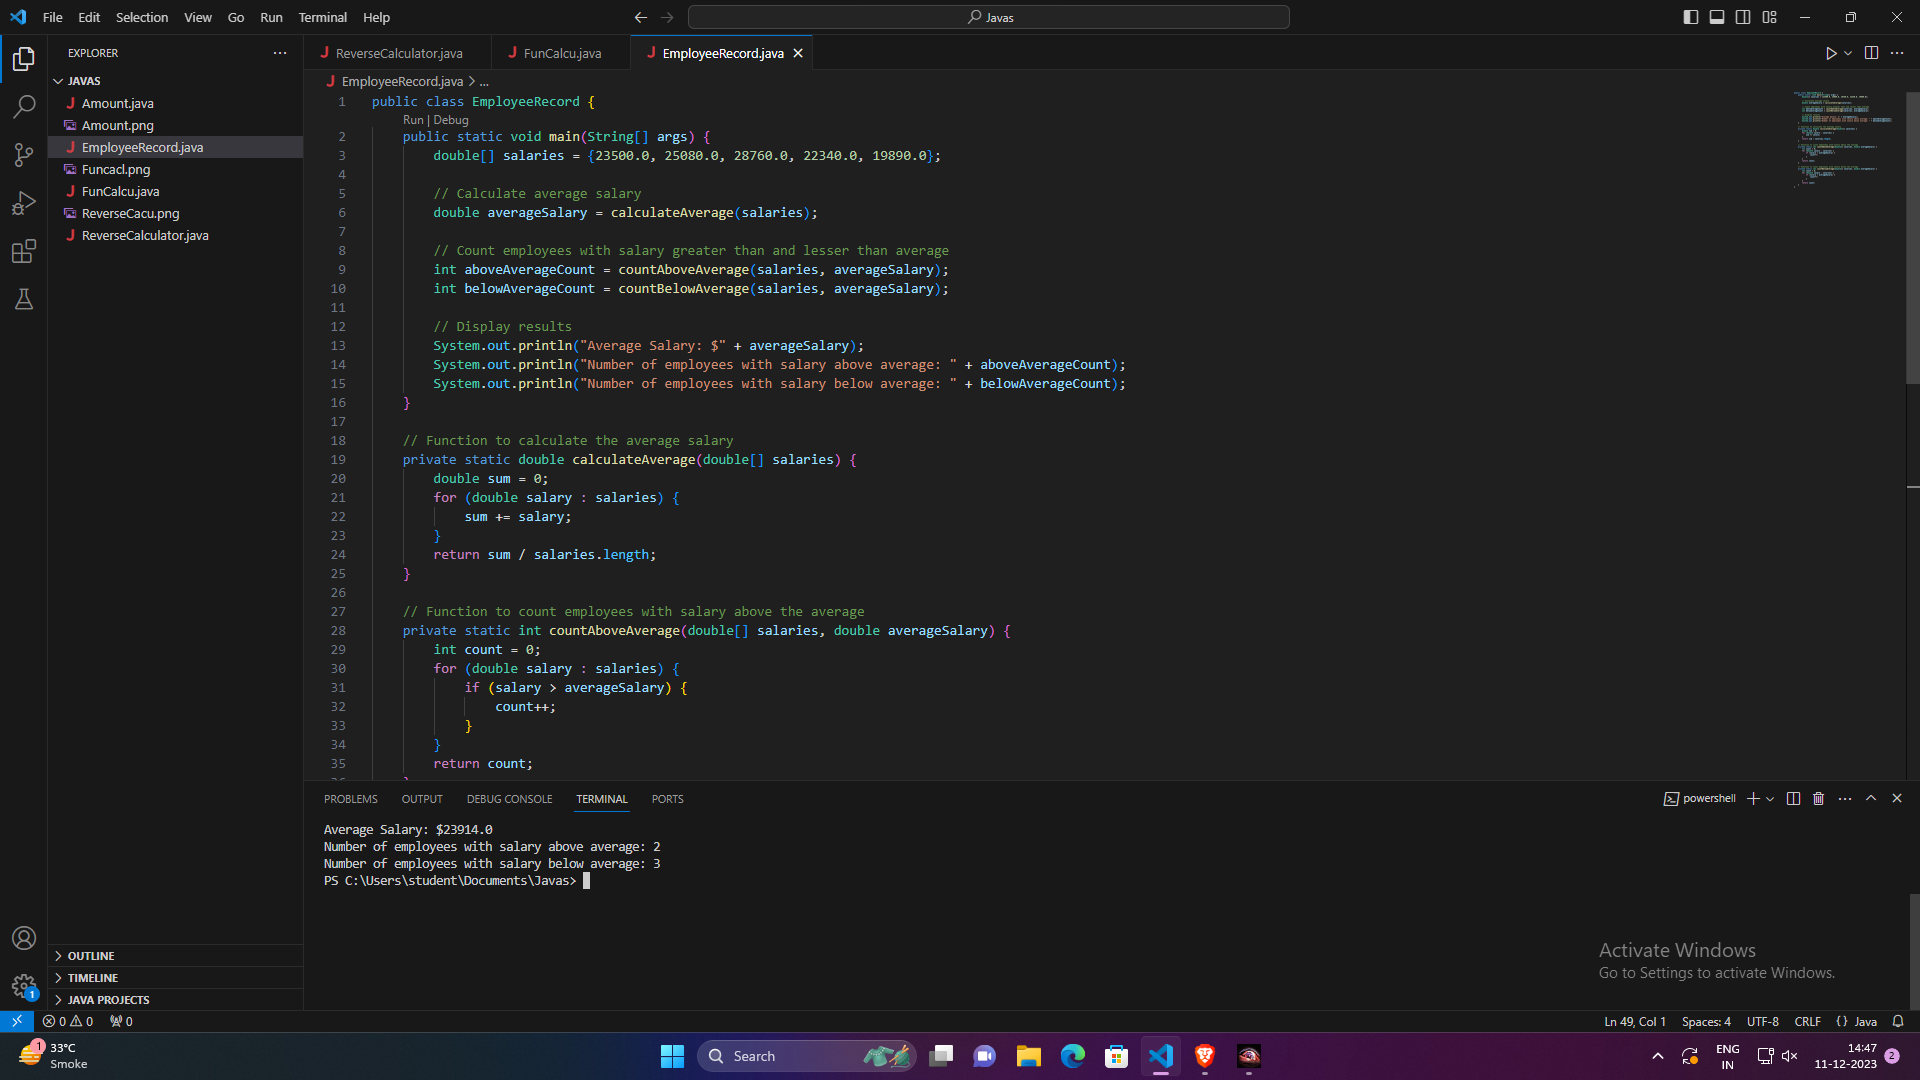 File Edit Selection View Go Run Terminal Help
Javas
EXPLORER
JAVAS
Amount.java
Amount.png
EmployeeRecord.java
Funcacl.png
FunCalcu.java
ReverseCacu.png
ReverseCalculator.java
OUTLINE
TIMELINE
JAVA PROJECTS
ReverseCalculator.java FunCalcu.java EmployeeRecord.java
EmployeeRecord.java > ...
1 public class EmployeeRecord {
Run | Debug
2 public static void main(String[] args) {
3 double[] salaries = {23500.0, 25080.0, 28760.0, 22340.0, 19890.0};
4
5 // Calculate average salary
6 double averageSalary = calculateAverage(salaries);
7
8 // Count employees with salary greater than and lesser than average
9 int aboveAverageCount = countAboveAverage(salaries, averageSalary);
10 int belowAverageCount = countBelowAverage(salaries, averageSalary);
11
12 // Display results
13 System.out.println("Average Salary: $" + averageSalary);
14 System.out.println("Number of employees with salary above average: " + aboveAverageCount);
15 System.out.println("Number of employees with salary below average: " + belowAverageCount);
16 }
17
18 // Function to calculate the average salary
19 private static double calculateAverage(double[] salaries) {
20 double sum = 0;
21 for (double salary : salaries) {
22 sum += salary;
23 }
24 return sum / salaries.length;
25 }
26
27 // Function to count employees with salary above the average
28 private static int countAboveAverage(double[] salaries, double averageSalary) {
29 int count = 0;
30 for (double salary : salaries) {
31 if (salary > averageSalary) {
32 count++;
33 }
34 }
35 return count;
PROBLEMS OUTPUT DEBUG CONSOLE TERMINAL PORTS
powershell
Average Salary: $23914.0
Number of employees with salary above average: 2
Number of employees with salary below average: 3
PS C:\Users\student\Documents\Javas>
Activate Windows
Go to Settings to activate Windows.
1
0 0 0
Ln 49, Col 1 Spaces: 4 UTF-8 CRLF {} Java
1
33°C
Smoke
Search
ENG
IN
14:47
11-12-2023
2